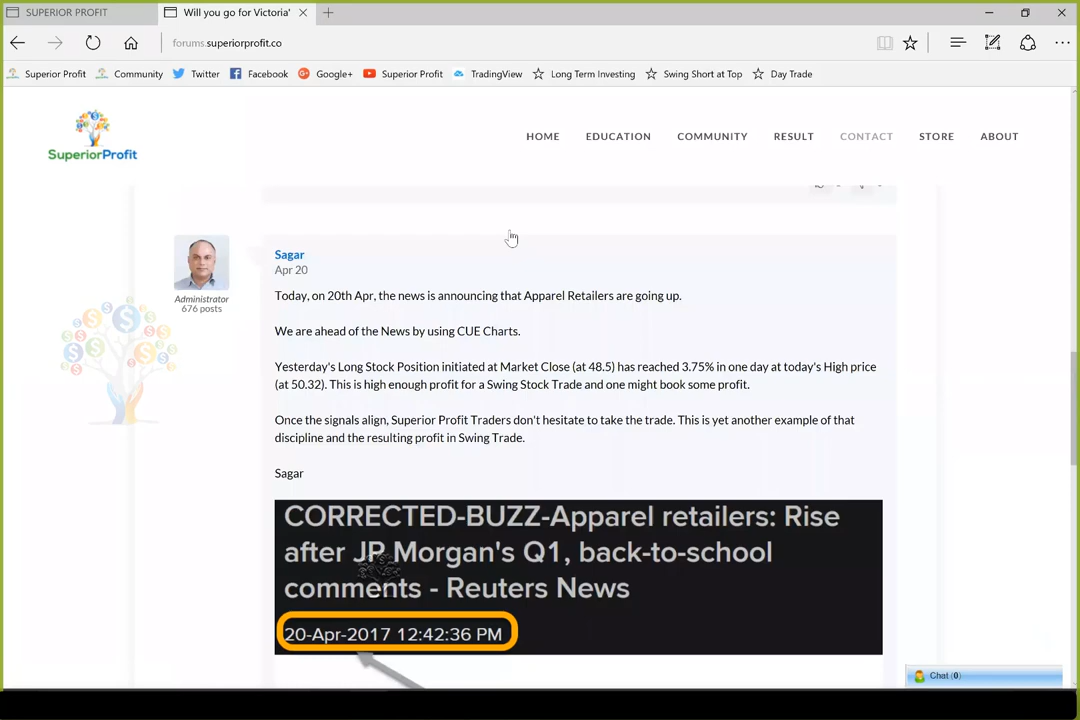 SUPERIOR PROFIT
Will you go for Victoria'
forums.superiorprofit.co
Superior Profit Community Twitter Facebook Google+ Superior Profit TradingView Long Term Investing Swing Short at Top Day Trade
SuperiorProfit
HOME EDUCATION COMMUNITY RESULT CONTACT STORE ABOUT
Sagar
Apr 20
Administrator
676 posts
Today, on 20th Apr, the news is announcing that Apparel Retailers are going up.
We are ahead of the News by using CUE Charts.
Yesterday's Long Stock Position initiated at Market Close (at 48.5) has reached 3.75% in one day at today's High price
(at 50.32). This is high enough profit for a Swing Stock Trade and one might book some profit.
Once the signals align, Superior Profit Traders don't hesitate to take the trade. This is yet another example of that
discipline and the resulting profit in Swing Trade.
Sagar
CORRECTED-BUZZ-Apparel retailers: Rise
after JP Morgan's Q1, back-to-school
comments - Reuters News
20-Apr-2017 12:42:36 PM
Chat (0)